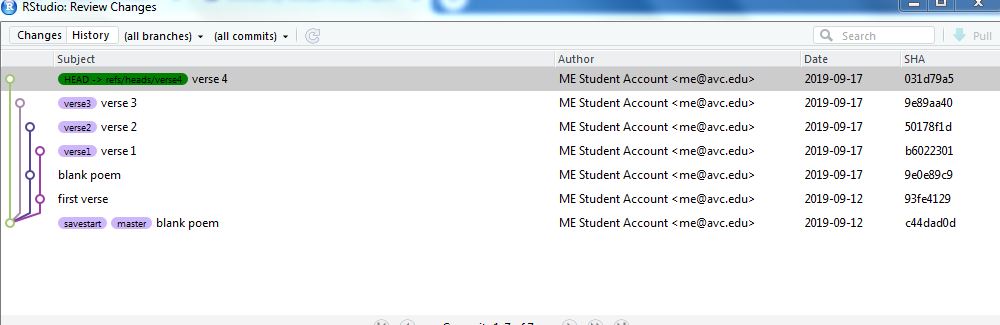 RStudio: Review Changes
Changes History (all branches) (all commits) Search Pull
Subject Author Date SHA
HEAD -> refs/heads/verse4 verse 4 ME Student Account <me@avc.edu> 2019-09-17 031d79a5
verse3 verse 3 ME Student Account <me@avc.edu> 2019-09-17 9e89aa40
verse2 verse 2 ME Student Account <me@avc.edu> 2019-09-17 50178f1d
verse1 verse 1 ME Student Account <me@avc.edu> 2019-09-17 b6022301
blank poem ME Student Account <me@avc.edu> 2019-09-17 9e0e89c9
first verse ME Student Account <me@avc.edu> 2019-09-12 93fe4129
savestart master blank poem ME Student Account <me@avc.edu> 2019-09-12 c44dad0d